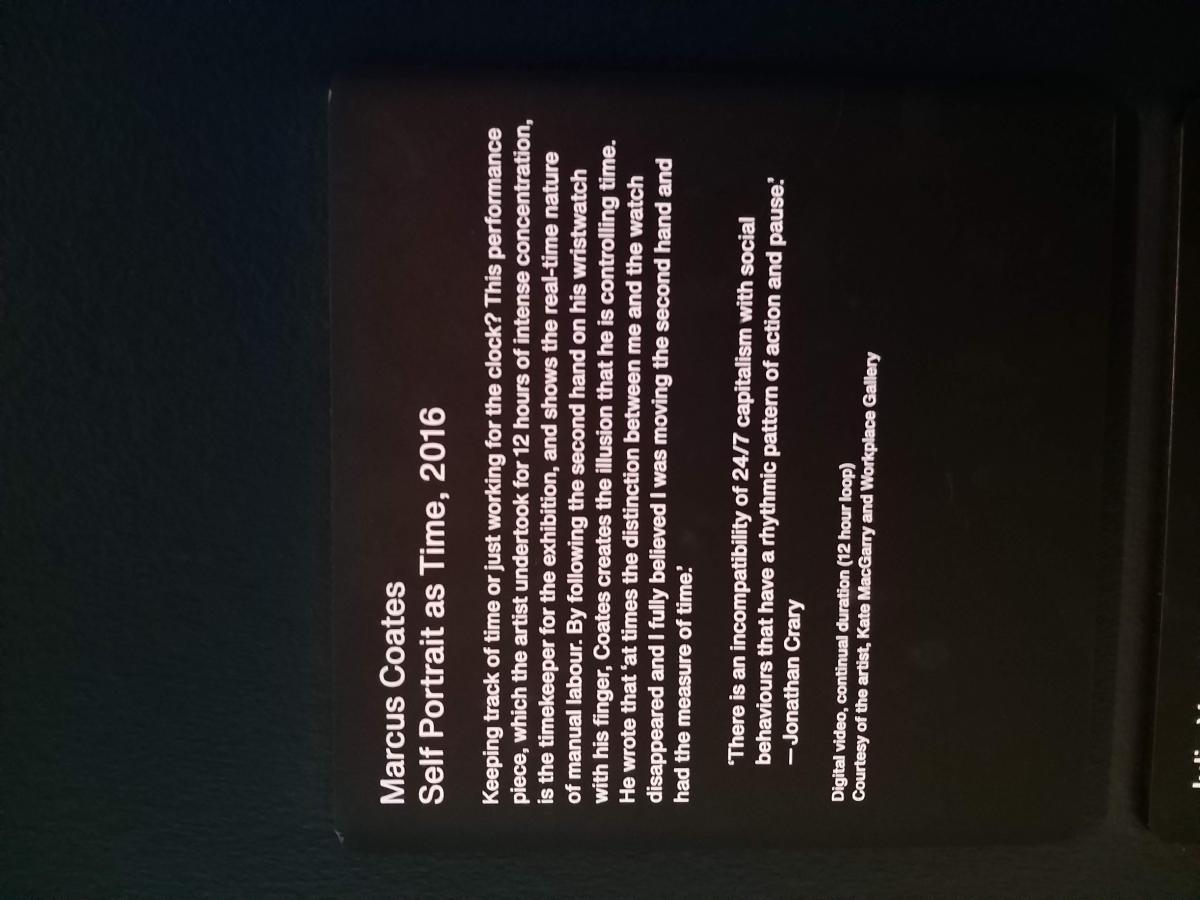 Marcus Coates
Self Portrait as Time, 2016
Keeping track of time or just working for the clock? This performance
piece, which the artist undertook for 12 hours of intense concentration,
is the timekeeper for the exhibition, and shows the real-time nature
of manual labour. By following the second hand on his wristwatch
with his finger, Coates creates the illusion that he is controlling time.
He wrote that ‘at times the distinction between me and the watch
disappeared and I fully believed I was moving the second hand and
had the measure of time.’
‘There is an incompatibility of 24/7 capitalism with social
behaviours that have a rhythmic pattern of action and pause.’
— Jonathan Crary
Digital video, continual duration (12 hour loop)
Courtesy of the artist, Kate MacGarry and Workplace Gallery